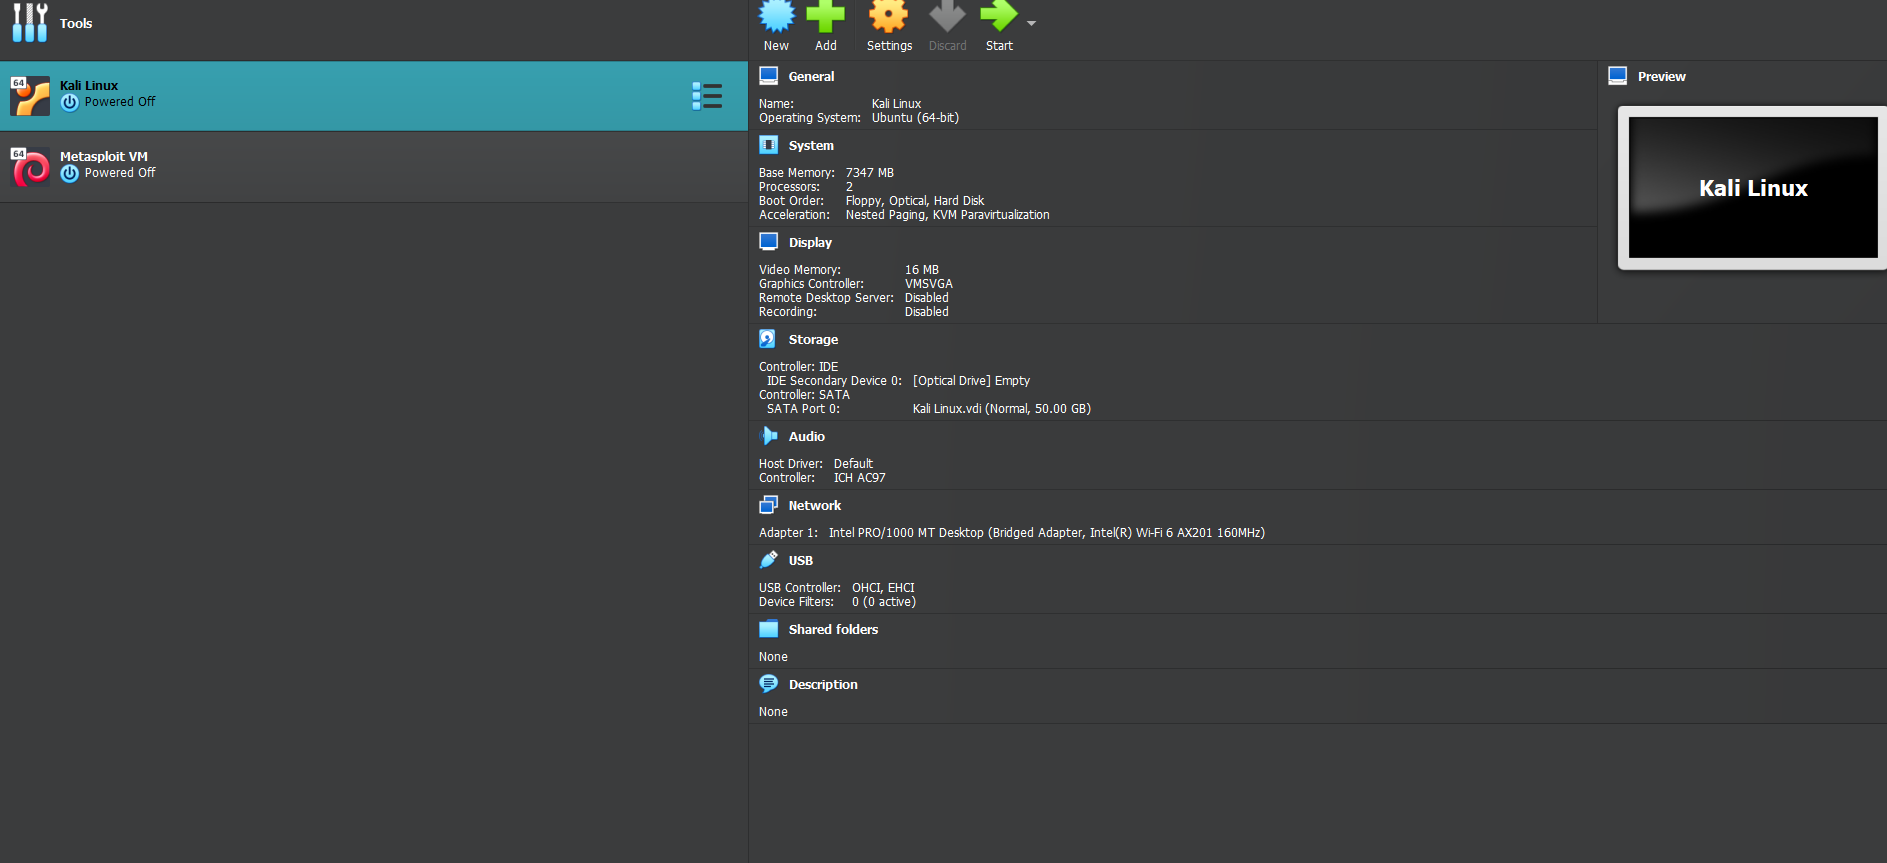 Tools
64
Kali Linux
Powered Off
64
Metasploit VM
Powered Off
New Add Settings Discard Start
General
Name: Kali Linux
Operating System: Ubuntu (64-bit)
System
Base Memory: 7347 MB
Processors: 2
Boot Order: Floppy, Optical, Hard Disk
Acceleration: Nested Paging, KVM Paravirtualization
Display
Video Memory: 16 MB
Graphics Controller: VMSVGA
Remote Desktop Server: Disabled
Recording: Disabled
Storage
Controller: IDE
IDE Secondary Device 0: [Optical Drive] Empty
Controller: SATA
SATA Port 0: Kali Linux.vdi (Normal, 50.00 GB)
Audio
Host Driver: Default
Controller: ICH AC97
Network
Adapter 1: Intel PRO/1000 MT Desktop (Bridged Adapter, Intel(R) Wi-Fi 6 AX201 160MHz)
USB
USB Controller: OHCI, EHCI
Device Filters: 0 (0 active)
Shared folders
None
Description
None
Preview
Kali Linux